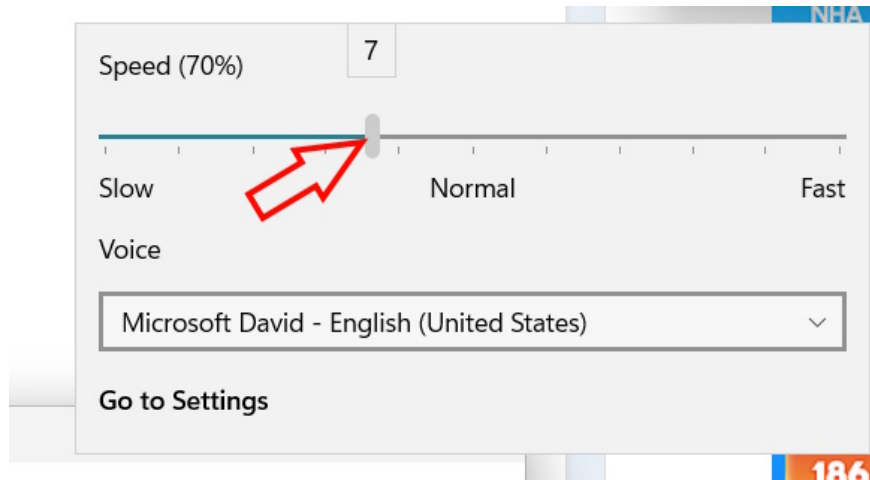 NHA
Speed (70%)
7
Slow Normal Fast
Voice
Microsoft David - English (United States)
Go to Settings
186